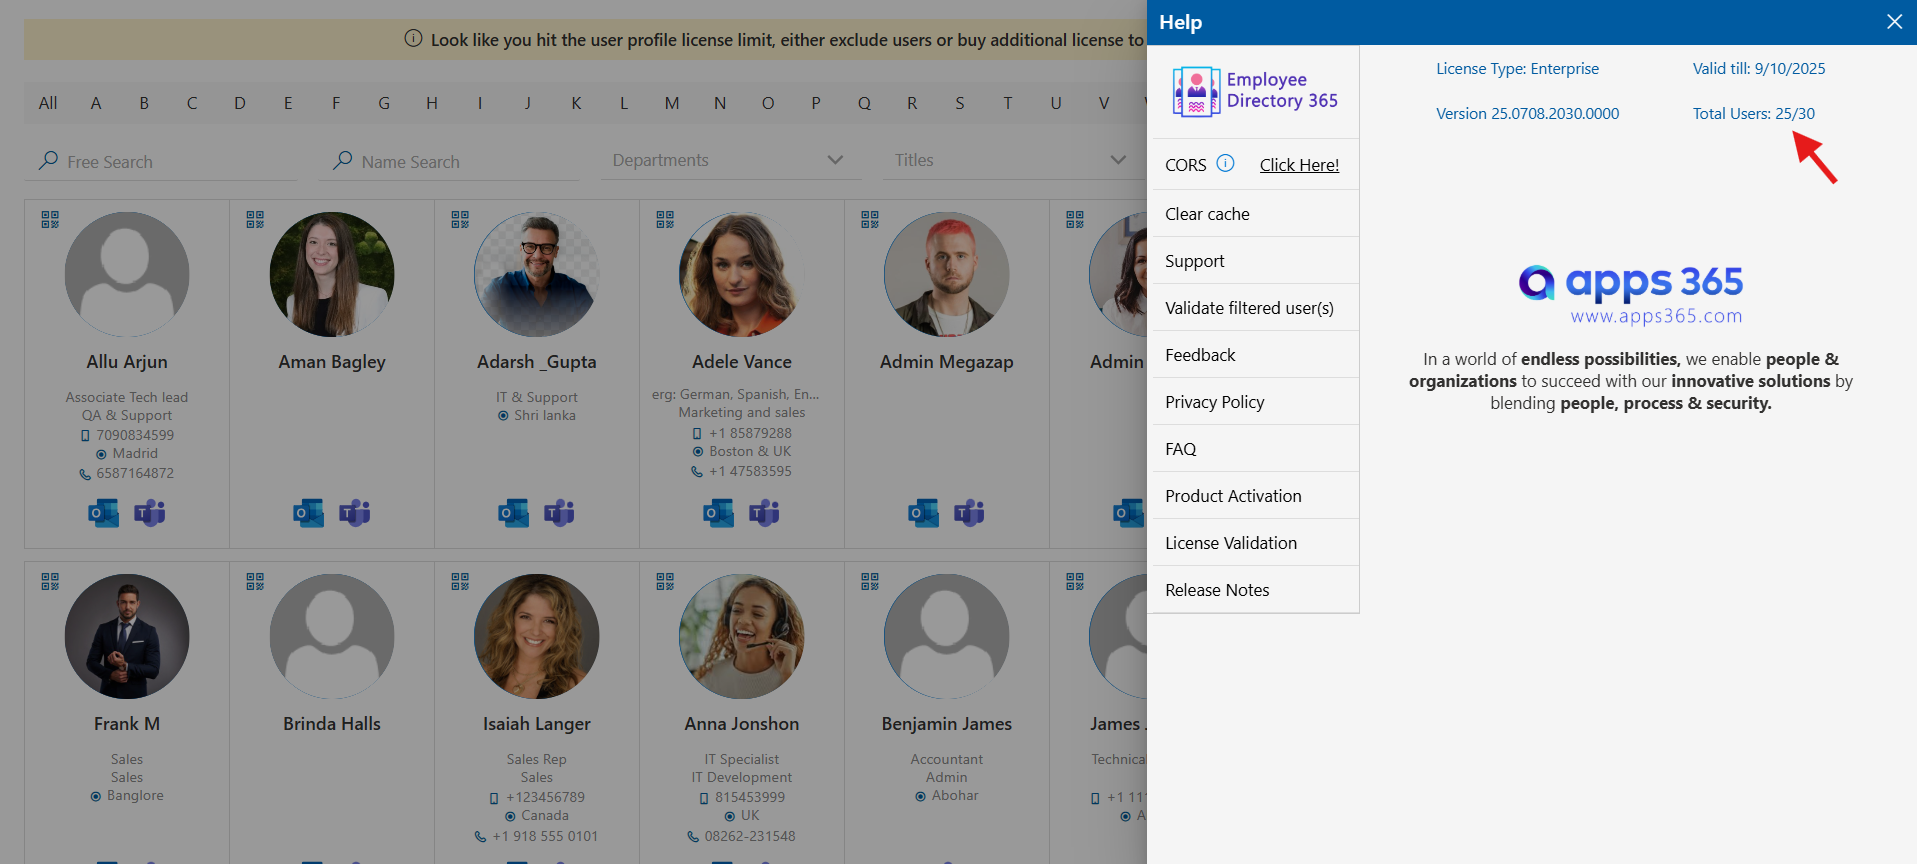 Look like you hit the user profile license limit, either exclude users or buy additional license to
All A B C D E F G H I J K L M N O P Q R S T U V
Free Search
Name Search
Departments
Titles
Allu Arjun
Associate Tech lead
QA & Support
7090834599
Madrid
6587164872
Aman Bagley
Adarsh _Gupta
IT & Support
Shri lanka
Adele Vance
erg: German, Spanish, En...
Marketing and sales
+1 85879288
Boston & UK
+1 47583595
Admin Megazap
Admin
Frank M
Sales
Sales
Banglore
Brinda Halls
Isaiah Langer
Sales Rep
Sales
+123456789
Canada
+1 918 555 0101
Anna Jonshon
IT Specialist
IT Development
815453999
UK
08262-231548
Benjamin James
Accountant
Admin
Abohar
James
Technica
Help
Employee
Directory 365
CORS Click Here!
Clear cache
Support
Validate filtered user(s)
Feedback
Privacy Policy
FAQ
Product Activation
License Validation
Release Notes
License Type: Enterprise
Valid till: 9/10/2025
Version 25.0708.2030.0000
Total Users: 25/30
apps 365
www.apps365.com
In a world of endless possibilities, we enable people &
organizations to succeed with our innovative solutions by
blending people, process & security.